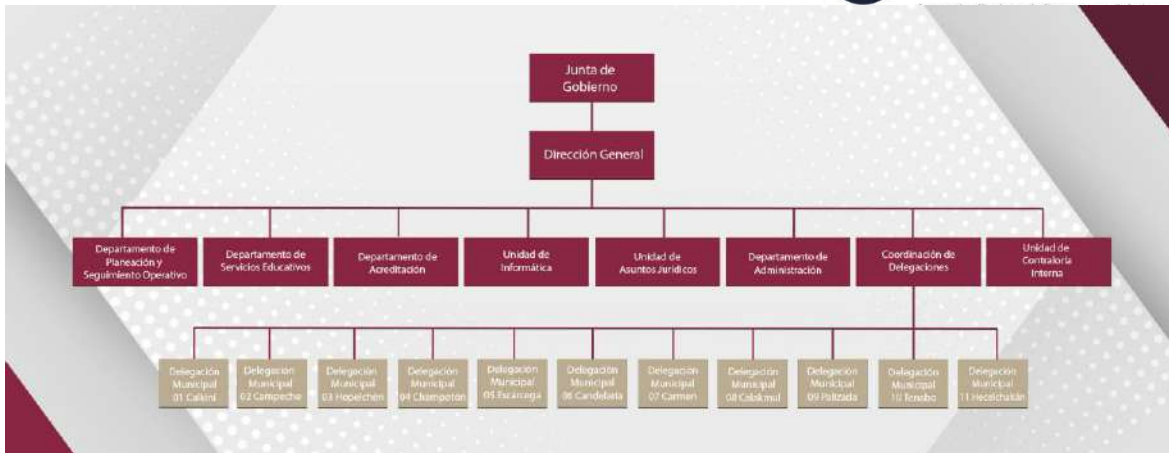 Junta de
Gobierno
Dirección General
Departamento de
Planeación y
Seguimiento Operativo
Departamento de
Servicios Educativos
Departamento de
Acreditación
Unidad de
Informática
Unidad de
Asuntos Jurídicos
Departamento de
Administración
Coordinación de
Delegaciones
Unidad de
Contraloría
Interna
Delegación
Municipal
01 Calkiní
Delegación
Municipal
02 Campeche
Delegación
Municipal
03 Hopelchén
Delegación
Municipal
04 Champotón
Delegación
Municipal
05 Escárcega
Delegación
Municipal
06 Candelaria
Delegación
Municipal
07 Carmen
Delegación
Municipal
08 Calakmul
Delegación
Municipal
09 Palizada
Delegación
Municipal
10 Tenabo
Delegación
Municipal
11 Hecelchakán